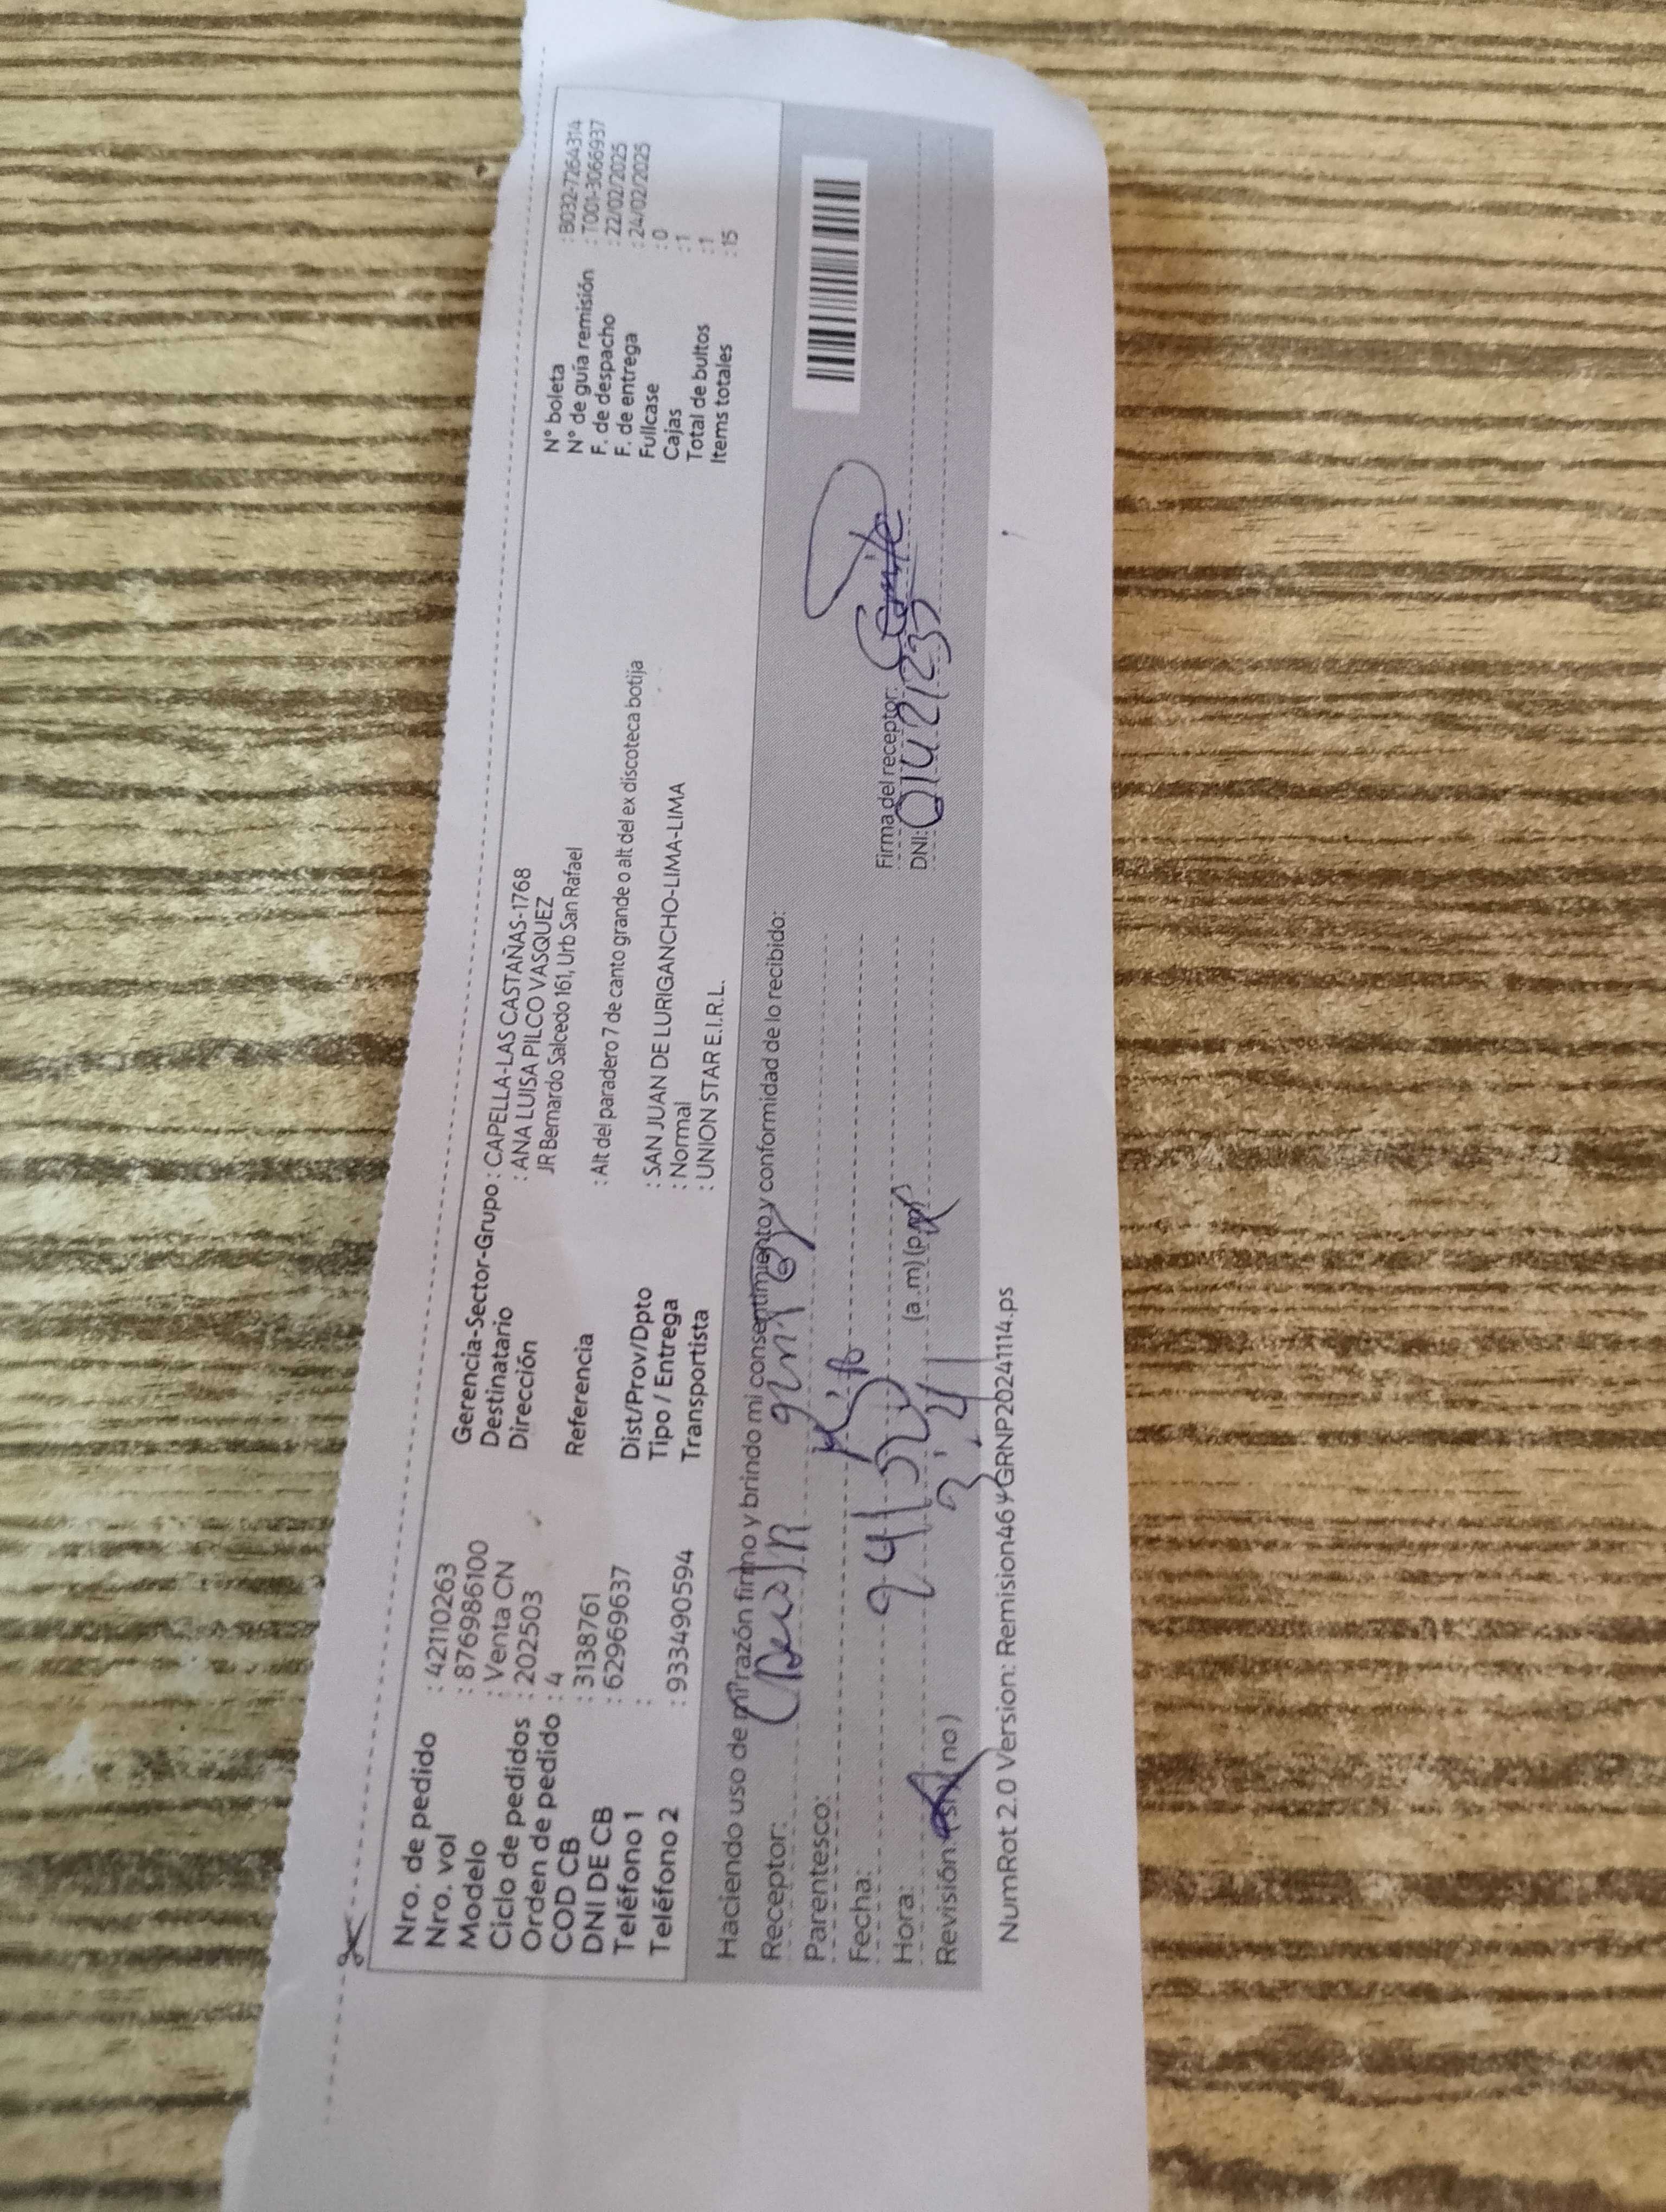 Nro. de pedido : 42110263
Nro. vol : 8769886100
Modelo : Venta CN
Ciclo de pedidos : 202503
Orden de pedido : 4
COD CB : 3138761
DNI DE CB : 62969637
Teléfono 1 :
Teléfono 2 : 933490594
Gerencia-Sector-Grupo : CAPELLA-LAS CASTAÑAS-1768
Destinatario : ANA LUISA PILCO VASQUEZ
Dirección JR Bernardo Salcedo 161, Urb San Rafael
Referencia : Alt del paradero 7 de canto grande o alt del ex discoteca botija
Dist/Prov/Dpto : SAN JUAN DE LURIGANCHO-LIMA-LIMA
Tipo / Entrega : Normal
Transportista : UNION STAR E.I.R.L.
N° boleta : B032-7264314
N° de guía remisión : T001-3066937
F. de despacho : 22/02/2025
F. de entrega : 24/02/2025
Fullcase : 0
Cajas : 1
Total de bultos : 1
Items totales : 15
Haciendo uso de mi razón firmo y brindo mi consentimiento y conformidad de lo recibido:
Receptor:
Parentesco:
Fecha:
Hora: (a .m) (p.m)
Revisión: (si) (no)
Firma del receptor:
DNI:
NumRot 2.0 Version: Remision46 YGRNP20241114.ps